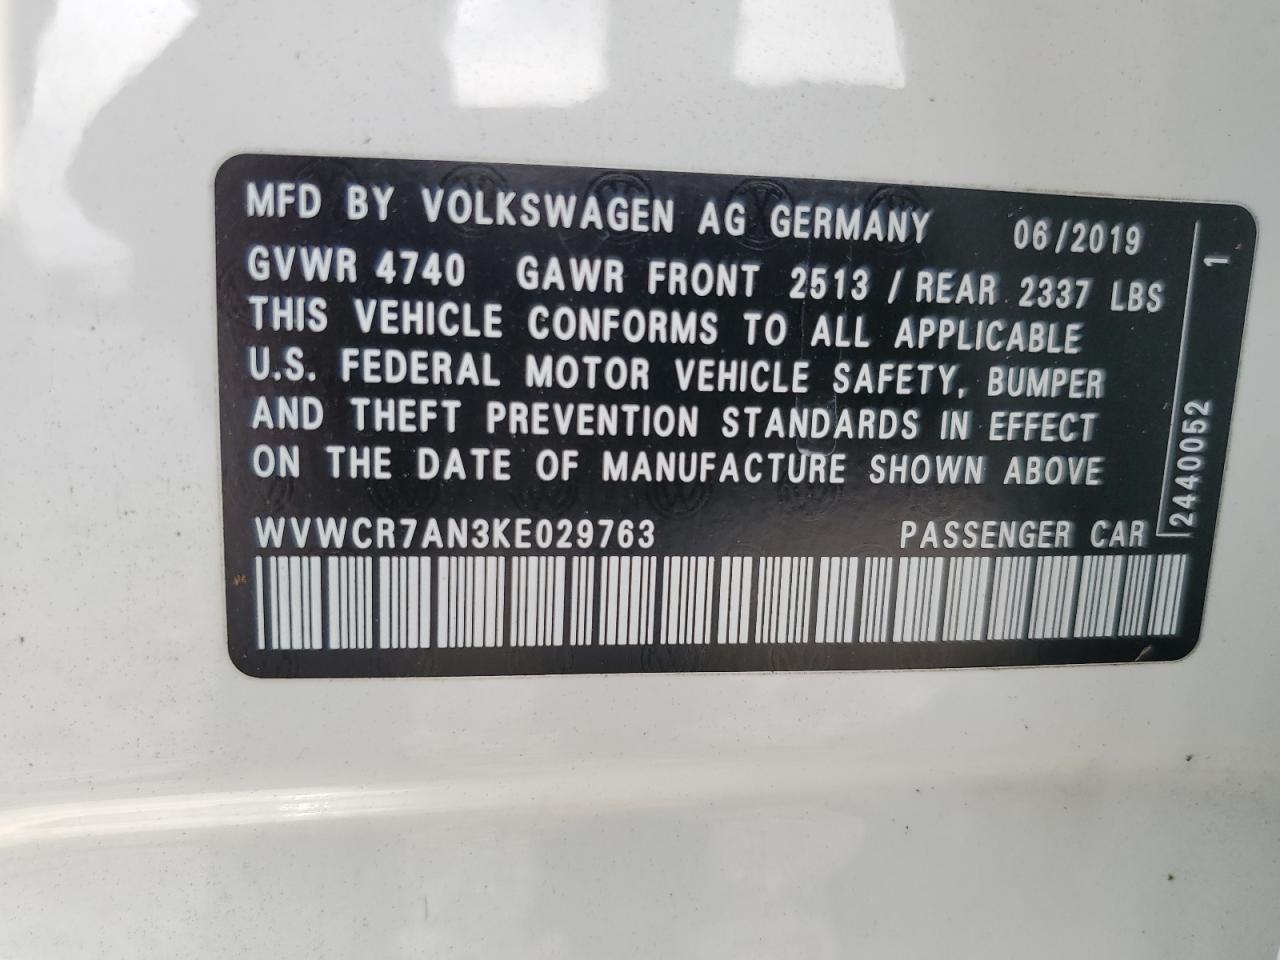 MFD BY VOLKSWAGEN AG GERMANY 06/2019
GVWR 4740 GAWR FRONT 2513 / REAR 2337 LBS
THIS VEHICLE CONFORMS TO ALL APPLICABLE
U.S. FEDERAL MOTOR VEHICLE SAFETY, BUMPER
AND THEFT PREVENTION STANDARDS IN EFFECT
ON THE DATE OF MANUFACTURE SHOWN ABOVE
WVWCR7AN3KE029763 PASSENGER CAR
2440052 1